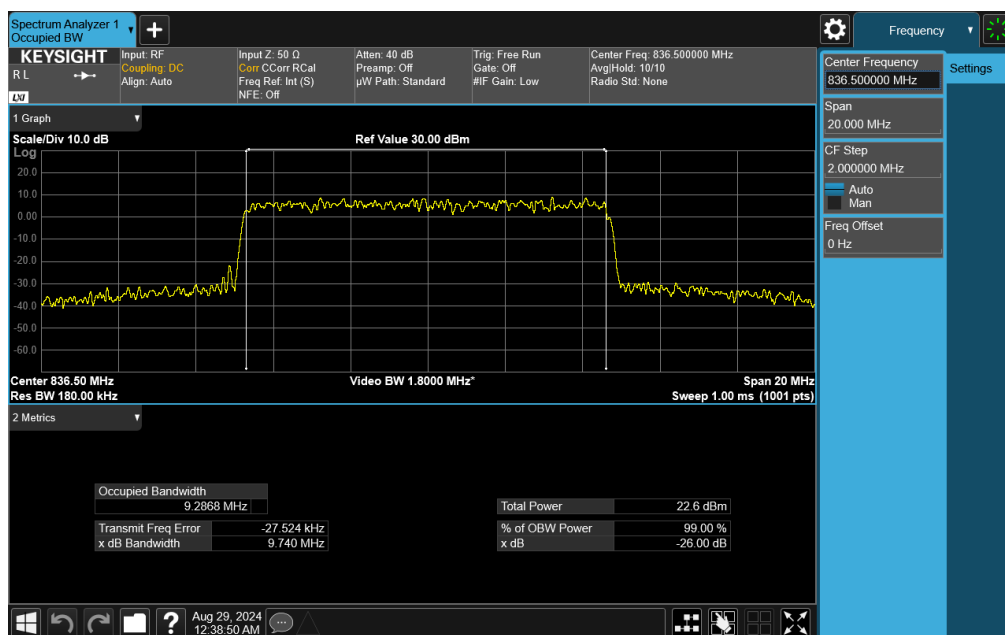 Spectrum Analyzer 1
Occupied BW
Frequency
KEYSIGHT
R L
LXI
Input: RF
Coupling: DC
Align: Auto
Input Z: 50 Ω
Corr CCorr RCal
Freq Ref: Int (S)
NFE: Off
Atten: 40 dB
Preamp: Off
µW Path: Standard
Trig: Free Run
Gate: Off
#IF Gain: Low
Center Freq: 836.500000 MHz
Avg|Hold: 10/10
Radio Std: None
Center Frequency
836.500000 MHz
Settings
Span
20.000 MHz
CF Step
2.000000 MHz
Auto
Man
Freq Offset
0 Hz
1 Graph
Scale/Div 10.0 dB
Ref Value 30.00 dBm
Log
20.0
10.0
0.00
-10.0
-20.0
-30.0
-40.0
-50.0
-60.0
Center 836.50 MHz
Video BW 1.8000 MHz*
Span 20 MHz
Res BW 180.00 kHz
Sweep 1.00 ms (1001 pts)
2 Metrics
Occupied Bandwidth
9.2868 MHz
Total Power 22.6 dBm
Transmit Freq Error -27.524 kHz
% of OBW Power 99.00 %
x dB Bandwidth 9.740 MHz
x dB -26.00 dB
?
Aug 29, 2024
12:38:50 AM